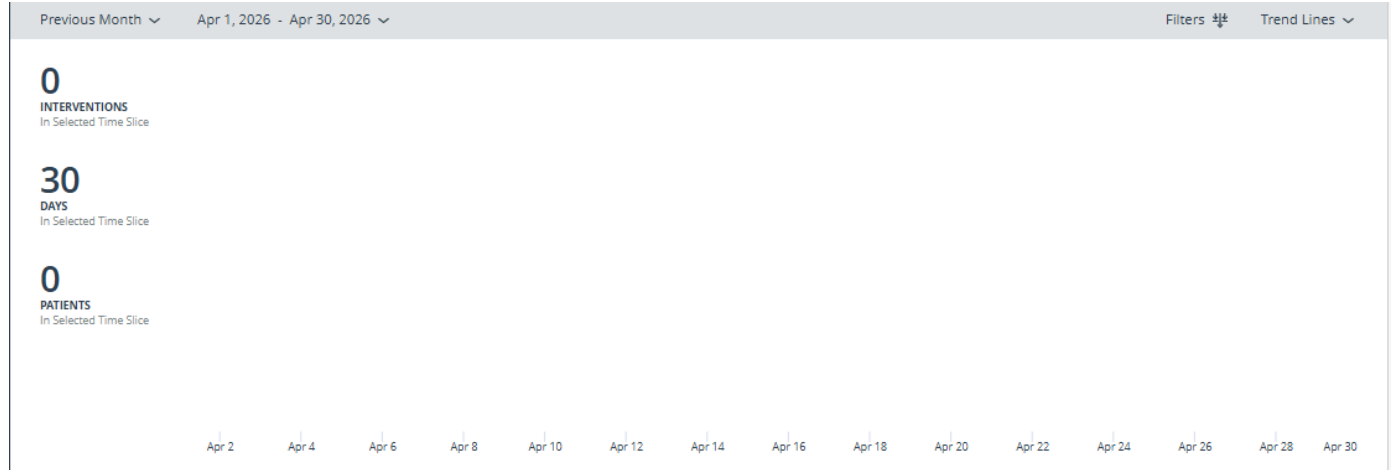 Previous Month Apr 1, 2026 - Apr 30, 2026 Filters Trend Lines
0
INTERVENTIONS
In Selected Time Slice
30
DAYS
In Selected Time Slice
0
PATIENTS
In Selected Time Slice
Apr 2 Apr 4 Apr 6 Apr 8 Apr 10 Apr 12 Apr 14 Apr 16 Apr 18 Apr 20 Apr 22 Apr 24 Apr 26 Apr 28 Apr 30